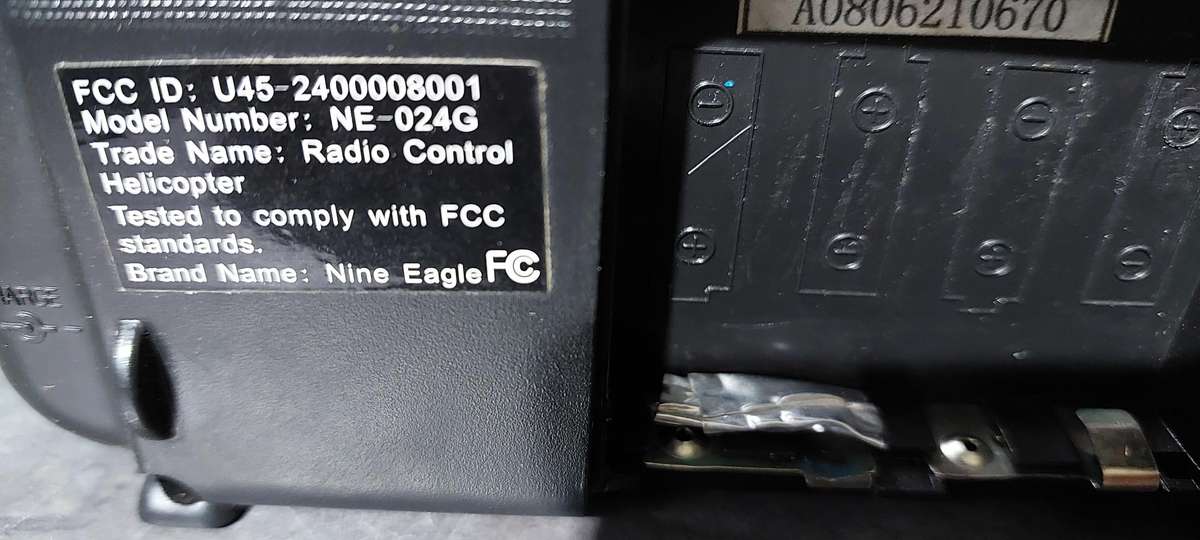 A0806210670
FCC ID: U45-2400008001
Model Number: NE-024G
Trade Name: Radio Control
Helicopter
Tested to comply with FCC
standards.
Brand Name: Nine Eagle FC